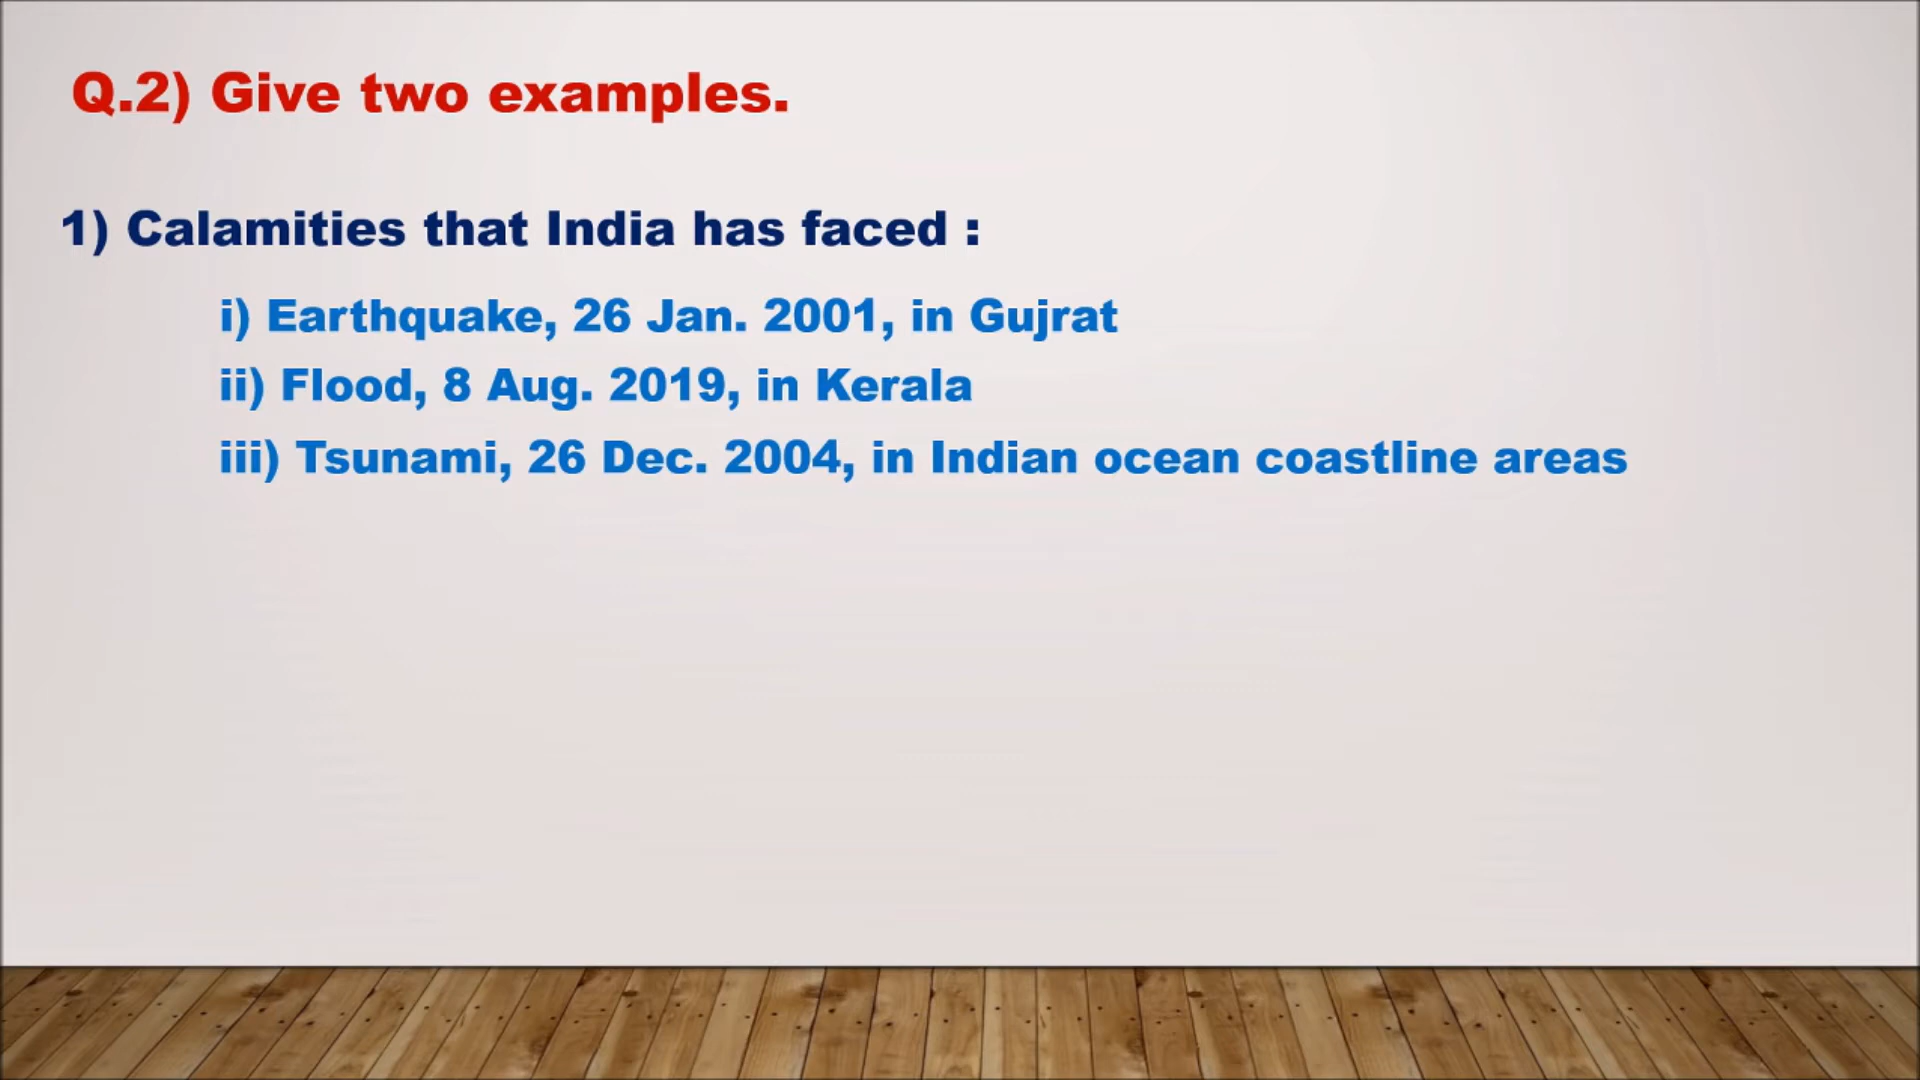 Q.2) Give two examples.
1) Calamities that India has faced :
i) Earthquake, 26 Jan. 2001, in Gujrat
ii) Flood, 8 Aug. 2019, in Kerala
iii) Tsunami, 26 Dec. 2004, in Indian ocean coastline areas